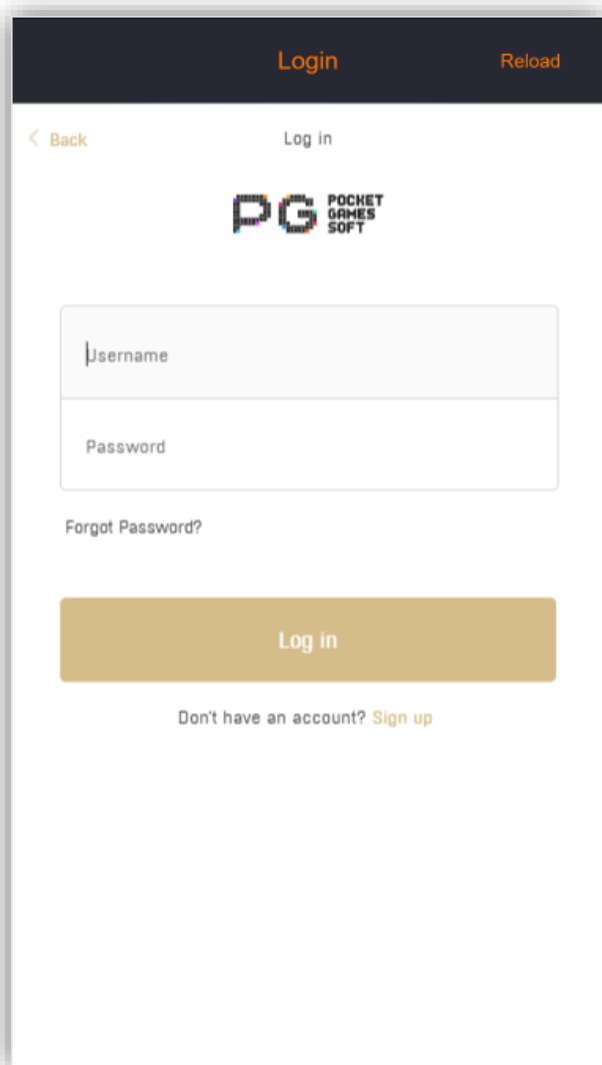 Login
Reload
Back
Log in
PG POCKET
GAMES
SOFT
Username
Password
Forgot Password?
Log in
Don't have an account? Sign up